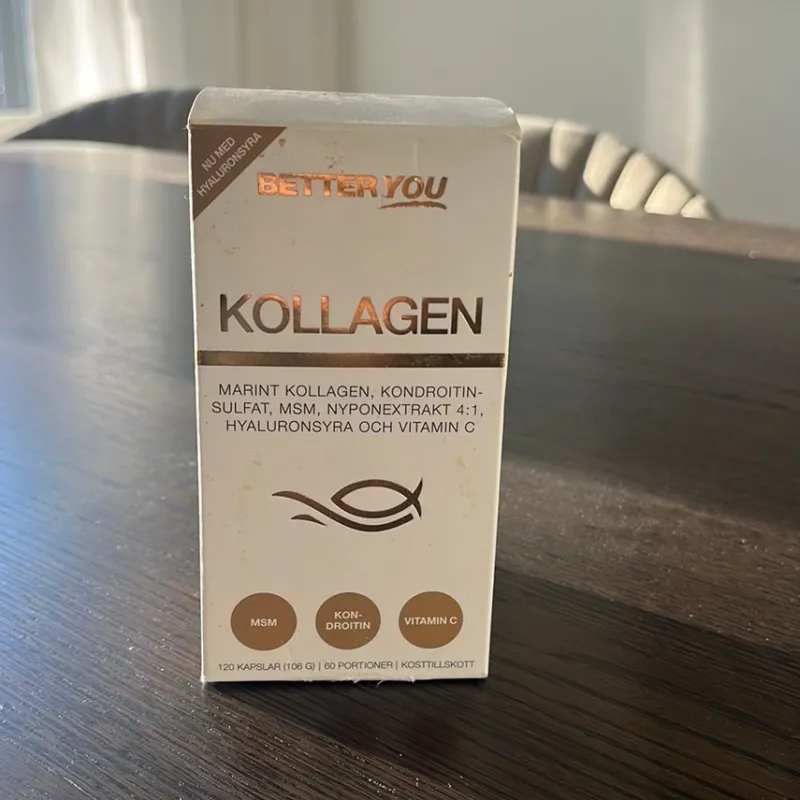 NU MED
HYALURONSYRA
BETTER YOU
KOLLAGEN
MARINT KOLLAGEN, KONDROITIN-
SULFAT, MSM, NYPONEXTRAKT 4:1,
HYALURONSYRA OCH VITAMIN C
MSM
KON-
DROITIN
VITAMIN C
120 KAPSLAR (106 G) | 60 PORTIONER | KOSTTILLSKOTT